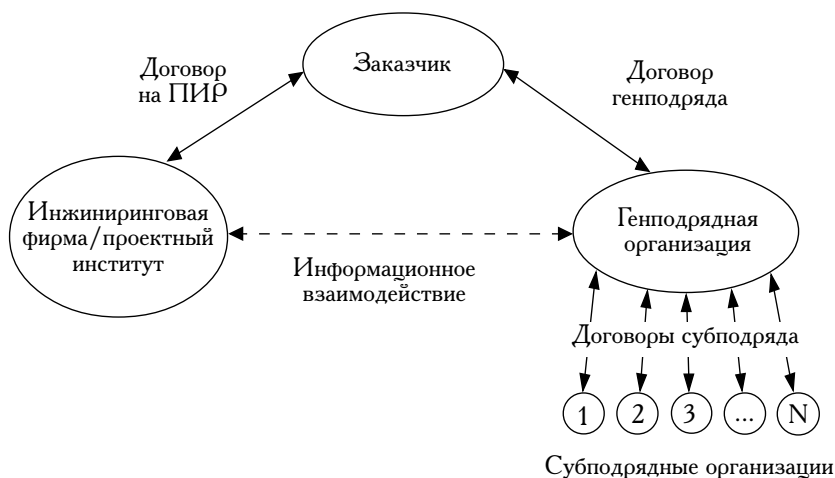 Заказчик
Договор
на ПИР
Договор
генподряда
Инжиниринговая
фирма/проектный
институт
Генподрядная
организация
Информационное
взаимодействие
Договоры субподряда
1 2 3 ... N
Субподрядные организации